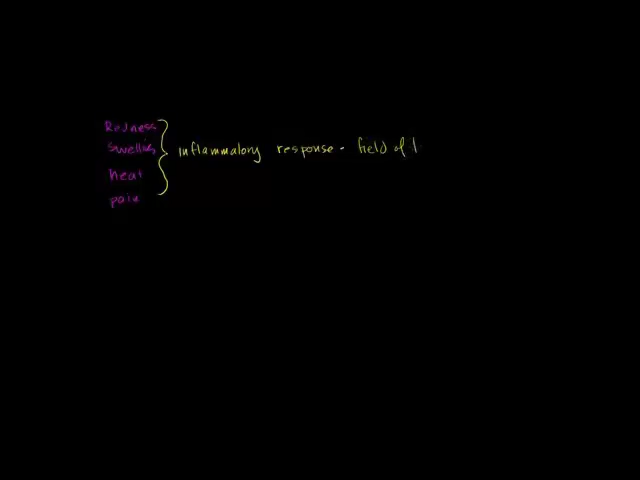 Redness
swelling
inflammatory response - field of
heat
pain